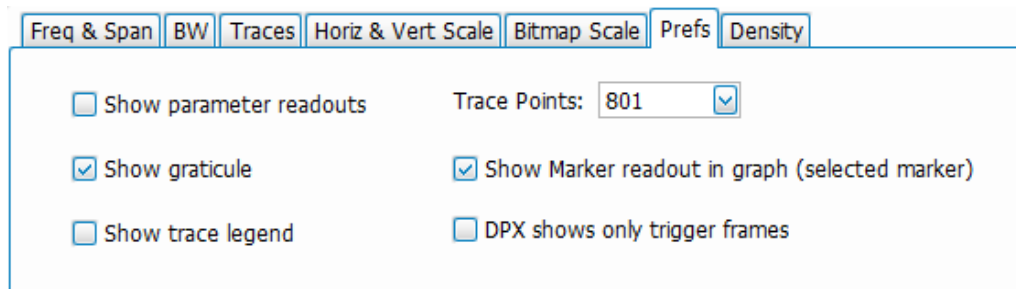 Freq & Span BW Traces Horiz & Vert Scale Bitmap Scale Prefs Density
Show parameter readouts Trace Points: 801
Show graticule Show Marker readout in graph (selected marker)
Show trace legend DPX shows only trigger frames